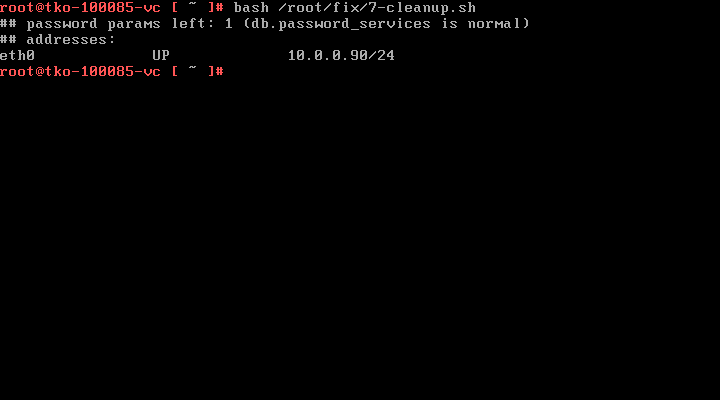 root@tko-100085-vc [ ~ ]# bash /root/fix/7-cleanup.sh
## password params left: 1 (db.password_services is normal)
## addresses:
eth0             UP             10.0.0.90/24
root@tko-100085-vc [ ~ ]#